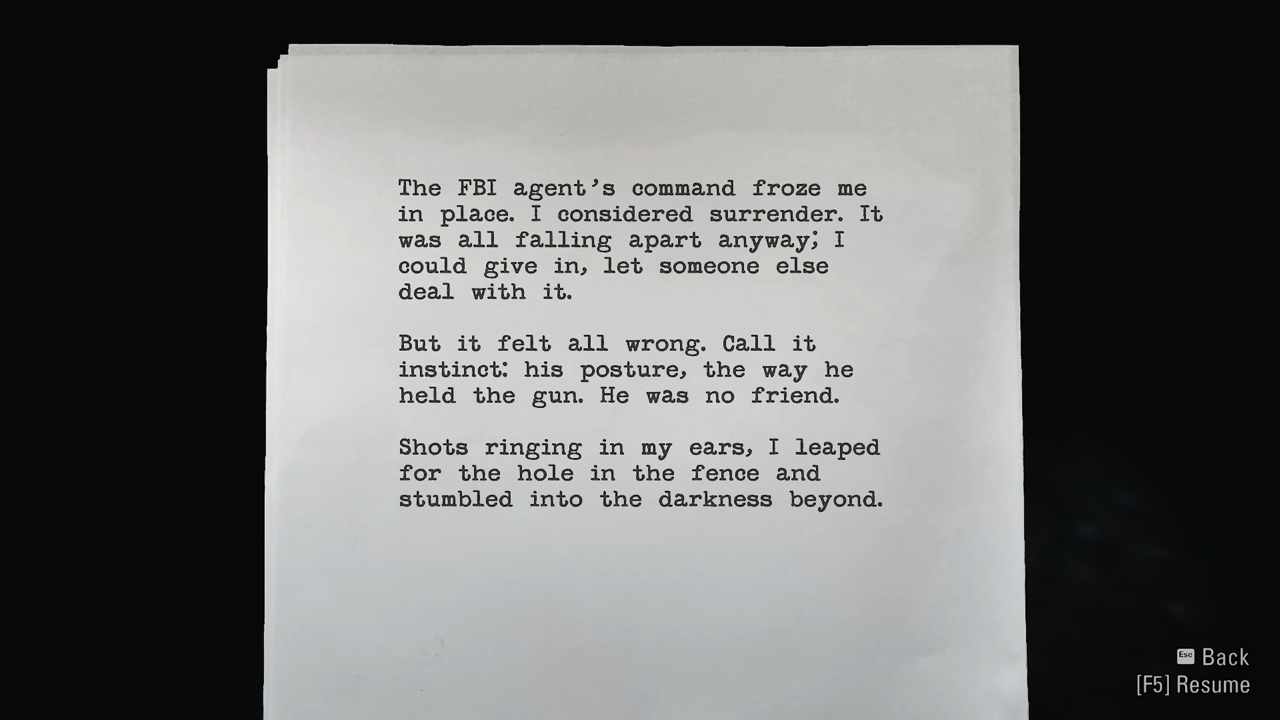 The FBI agent’s command froze me
in place. I considered surrender. It
was all falling apart anyway; I
could give in, let someone else
deal with it.
But it felt all wrong. Call it
instinct: his posture, the way he
held the gun. He was no friend.
Shots ringing in my ears, I leaped
for the hole in the fence and
stumbled into the darkness beyond.
Esc Back
[F5] Resume